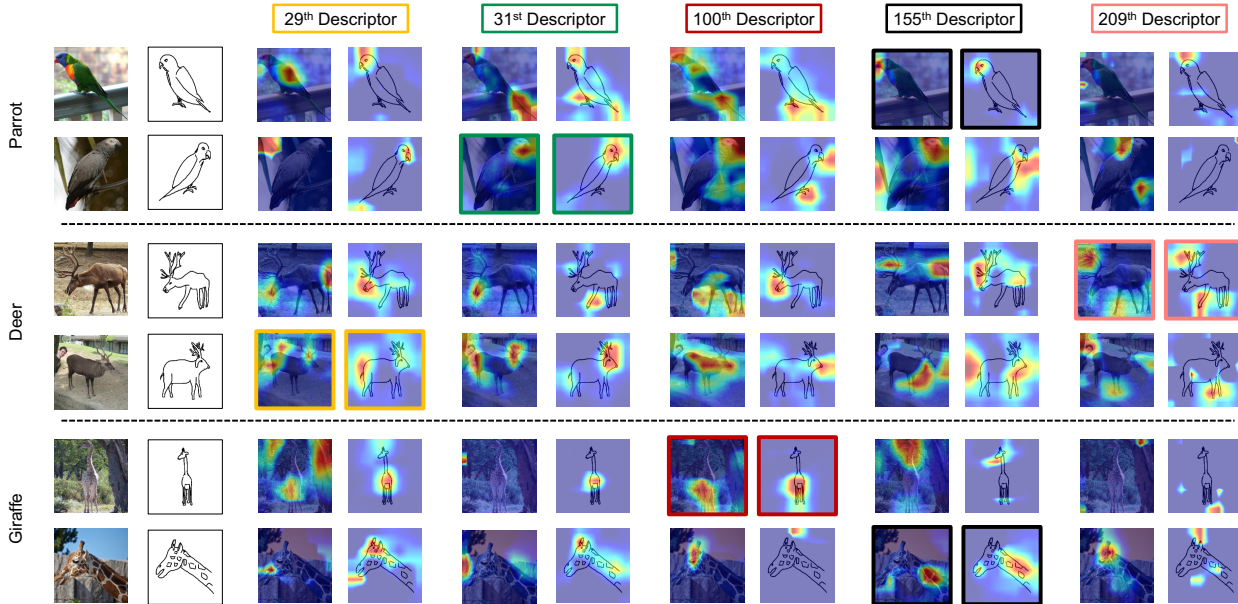 29th Descriptor
31st Descriptor
100th Descriptor
155th Descriptor
209th Descriptor
Parrot
Deer
Giraffe